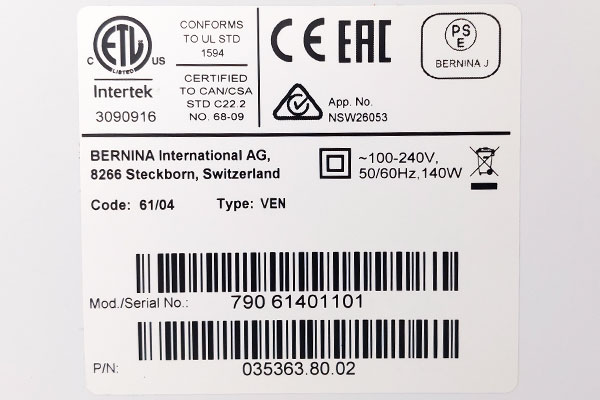 ETL
C
US
LISTED
Intertek
3090916
CONFORMS
TO UL STD
1594
CERTIFIED
TO CAN/CSA
STD C22.2
NO. 68-09
CE EAC
App. No.
NSW26053
PS
E
BERNINA J
BERNINA International AG,
8266 Steckborn, Switzerland
~100-240V,
50/60Hz, 140W
Code: 61/04 Type: VEN
Mod./Serial No.: 790 61401101
P/N: 035363.80.02